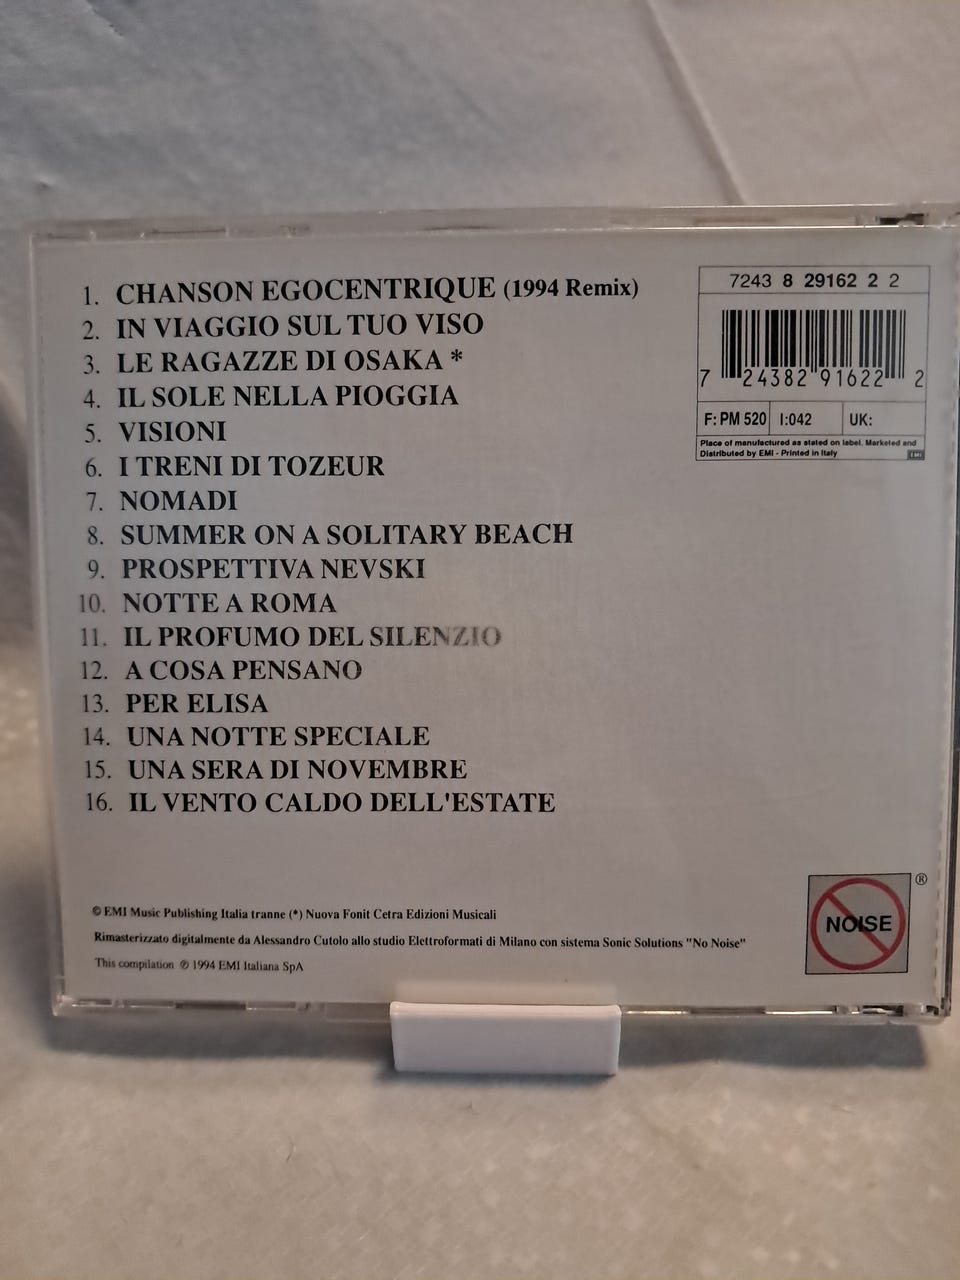 1. CHANSON EGOCENTRIQUE (1994 Remix)
2. IN VIAGGIO SUL TUO VISO
3. LE RAGAZZE DI OSAKA *
4. IL SOLE NELLA PIOGGIA
5. VISIONI
6. I TRENI DI TOZEUR
7. NOMADI
8. SUMMER ON A SOLITARY BEACH
9. PROSPETTIVA NEVSKI
10. NOTTE A ROMA
11. IL PROFUMO DEL SILENZIO
12. A COSA PENSANO
13. PER ELISA
14. UNA NOTTE SPECIALE
15. UNA SERA DI NOVEMBRE
16. IL VENTO CALDO DELL'ESTATE
7243 8 29162 2 2
7 24382 91622 2
F: PM 520 I:042 UK:
Place of manufactured as stated on label. Marketed and
Distributed by EMI - Printed in Italy EMI
© EMI Music Publishing Italia tranne (*) Nuova Fonit Cetra Edizioni Musicali
Rimasterizzato digitalmente da Alessandro Cutolo allo studio Elettroformati di Milano con sistema Sonic Solutions "No Noise"
This compilation ℗ 1994 EMI Italiana SpA
NOISE ®